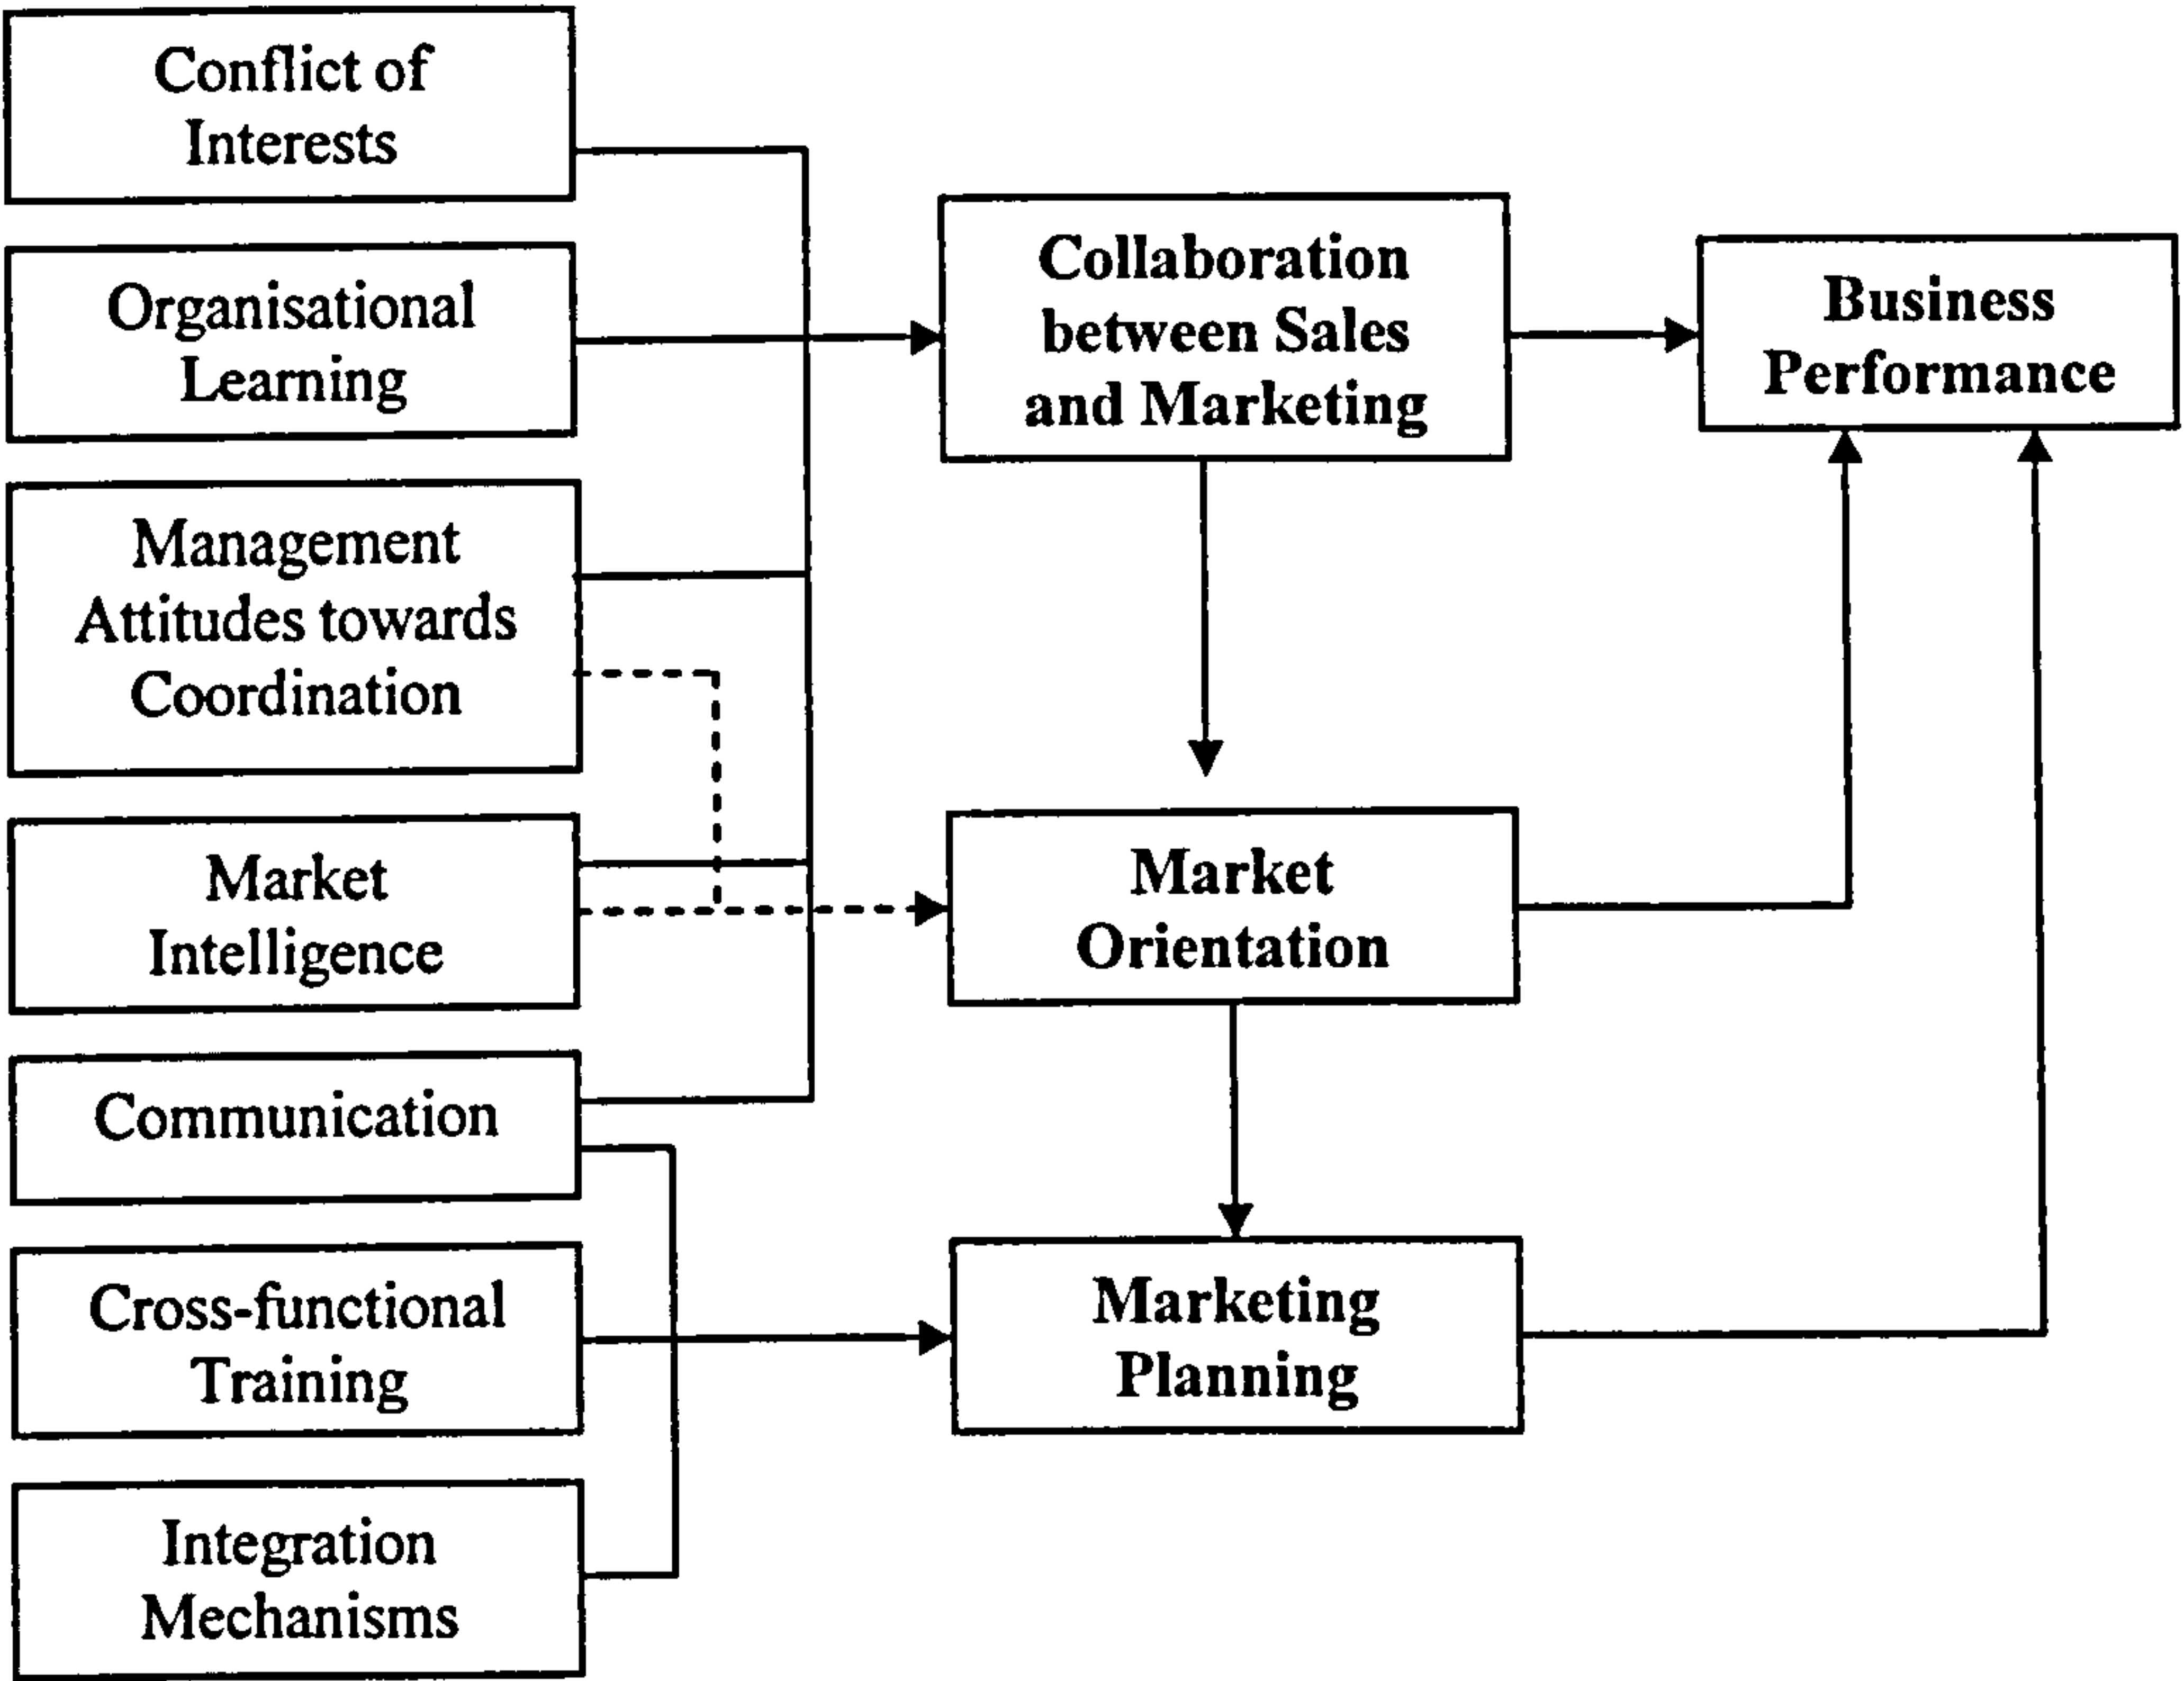 Conflict of
Interests
Organisational
Learning
Management
Attitudes towards
Coordination
Market
Intelligence
Communication
Cross-functional
Training
Integration
Mechanisms
Collaboration
between Sales
and Marketing
Market
Orientation
Marketing
Planning
Business
Performance